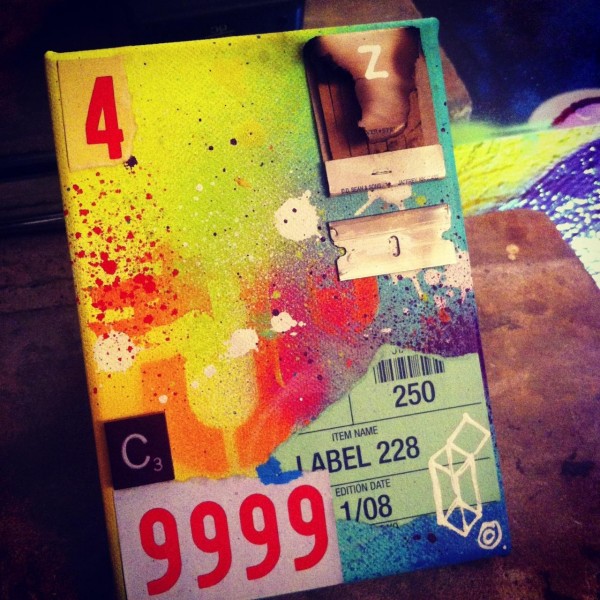 4
Z
250
ITEM NAME
LABEL 228
EDITION DATE
1/08
C3
9999